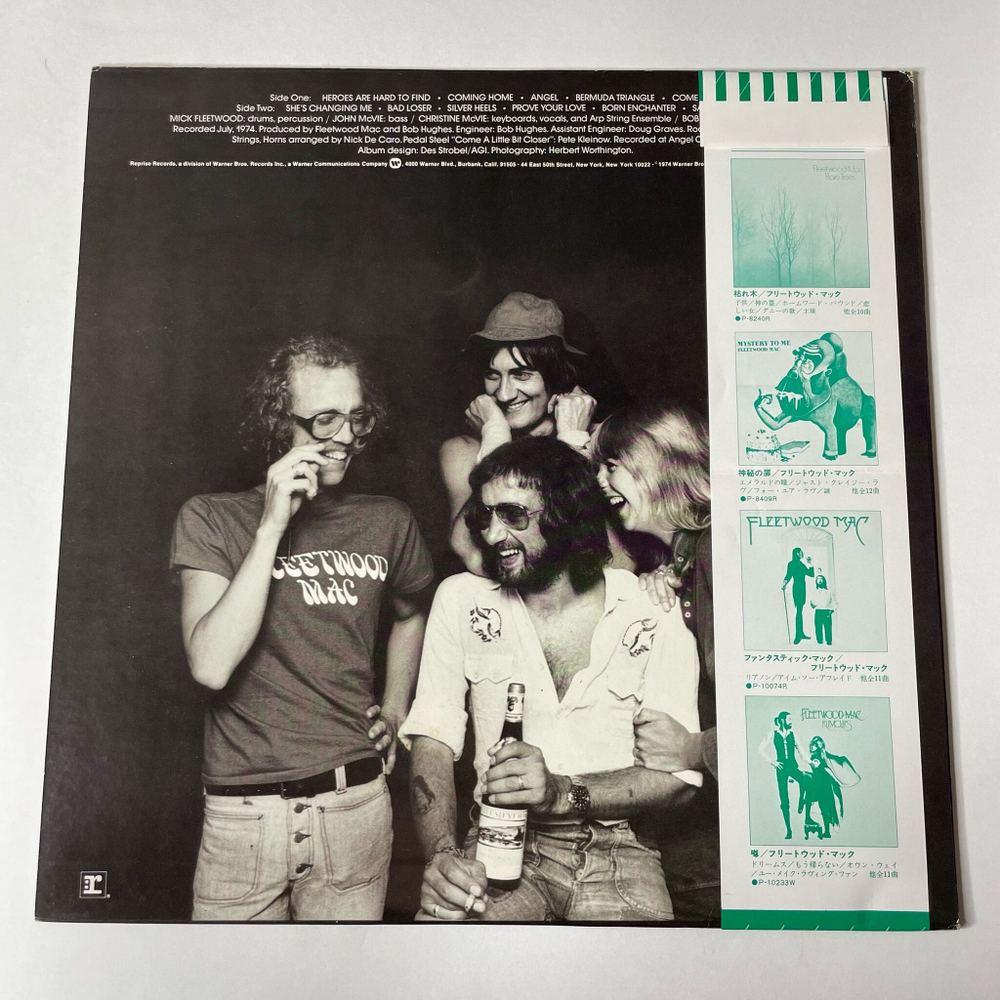 Side One: HEROES ARE HARD TO FIND • COMING HOME • ANGEL • BERMUDA TRIANGLE • COME
Side Two: SHE'S CHANGING ME • BAD LOSER • SILVER HEELS • PROVE YOUR LOVE • BORN ENCHANTER •
MICK FLEETWOOD: drums, percussion / JOHN McVIE: bass / CHRISTINE McVIE: keyboards, vocals, and Arp String Ensemble / BOB
Recorded July, 1974. Produced by Fleetwood Mac and Bob Hughes. Engineer: Bob Hughes. Assistant Engineer: Doug Graves.
Strings, Horns arranged by Nick De Caro. Pedal Steel "Come A Little Bit Closer": Pete Kleinow. Recorded at Angel
Album design: Des Strobel/AGI. Photography: Herbert Worthington.
Reprise Records, a division of Warner Bros. Records Inc., a Warner Communications Company W, 4000 Warner Blvd., Burbank, Calif. 91505 • 44 East 50th Street, New York, New York 10022 • © 1974 Warner
FLEETWOOD
MAC
r
Fleetwood Mac
Bare Trees
枯れ木/フリートウッド・マック
子供/神の霊/ホームワード・バウンド/悲
しい女/ダニーの歌/土埃 他全10曲
●P-8240R
MYSTERY TO ME
FLEETWOOD MAC
神秘の扉/フリートウッド・マック
エメラルドの瞳/ジャスト・クレイジー・ラ
ヴ/フォー・ユア・ラヴ/謎 他全12曲
●P-8409R
FLEETWOOD MAC
ファンタスティック・マック/
フリートウッド・マック
リアノン/アイム・ソー・アフレイド 他全11曲
●P-10074R
FLEETWOOD MAC
RUMOURS
噂/フリートウッド・マック
ドリームス/もう帰らない/オウン・ウェイ
/ユー・メイク・ラヴィング・ファン 他全11曲
●P-10233W